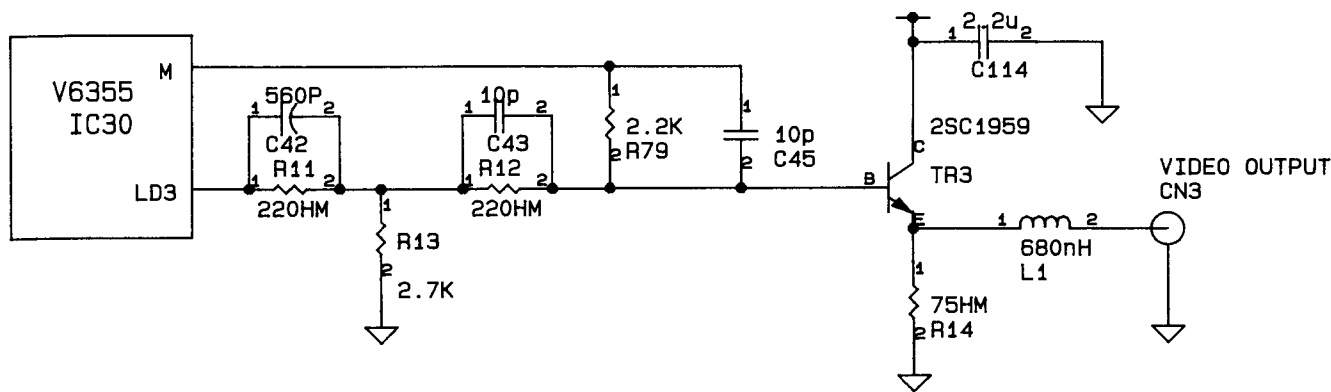 V6355
IC30
M
LD3
560P
1 2
C42
R11
1 2
220HM
1
R13
2
2.7K
10p
1 2
C43
R12
1 2
220HM
1
2.2K
2 R79
1
10p
C45
2
2.2u
1 2
C114
2SC1959
C
B
TR3
E
1 2
680nH
L1
VIDEO OUTPUT
CN3
1
75HM
R14
2